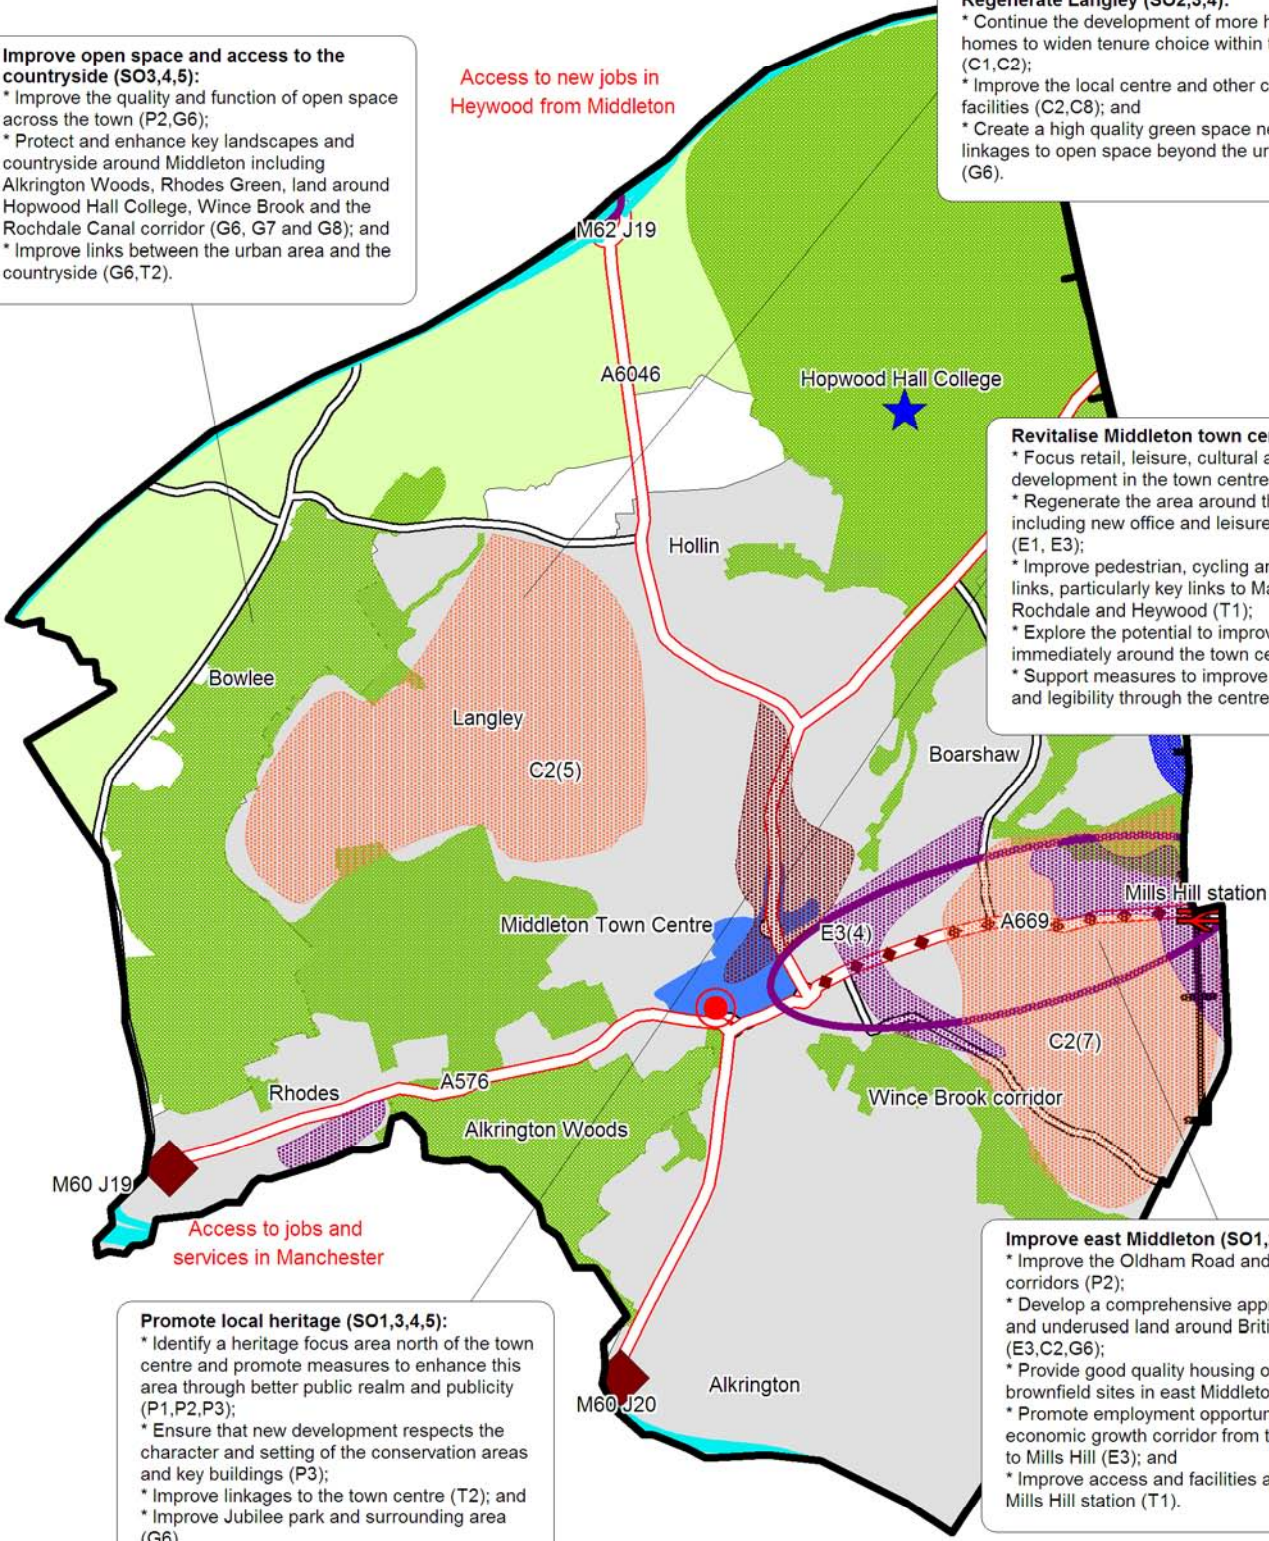 Regenerate Langley (SO2,3,4):
* Continue the development of more h
homes to widen tenure choice within
(C1,C2);
* Improve the local centre and other c
facilities (C2,C8); and
* Create a high quality green space ne
linkages to open space beyond the ur
(G6).
Improve open space and access to the
countryside (SO3,4,5):
* Improve the quality and function of open space
across the town (P2,G6);
* Protect and enhance key landscapes and
countryside around Middleton including
Alkrington Woods, Rhodes Green, land around
Hopwood Hall College, Wince Brook and the
Rochdale Canal corridor (G6, G7 and G8); and
* Improve links between the urban area and the
countryside (G6,T2).
Access to new jobs in
Heywood from Middleton
M62 J19
A6046
Hopwood Hall College
Revitalise Middleton town ce
* Focus retail, leisure, cultural a
development in the town centre
* Regenerate the area around th
including new office and leisure
(E1, E3);
* Improve pedestrian, cycling an
links, particularly key links to Ma
Rochdale and Heywood (T1);
* Explore the potential to improv
immediately around the town ce
* Support measures to improve
and legibility through the centre
Hollin
Bowlee
Langley
C2(5)
Boarshaw
Mills Hill station
Middleton Town Centre
E3(4)
A669
C2(7)
Rhodes
A576
Wince Brook corridor
Alkrington Woods
M60 J19
Access to jobs and
services in Manchester
Improve east Middleton (SO1,
* Improve the Oldham Road and
corridors (P2);
* Develop a comprehensive appr
and underused land around Briti
(E3,C2,G6);
* Provide good quality housing o
brownfield sites in east Middleto
* Promote employment opportun
economic growth corridor from t
to Mills Hill (E3); and
* Improve access and facilities a
Mills Hill station (T1).
Promote local heritage (SO1,3,4,5):
* Identify a heritage focus area north of the town
centre and promote measures to enhance this
area through better public realm and publicity
(P1,P2,P3);
* Ensure that new development respects the
character and setting of the conservation areas
and key buildings (P3);
* Improve linkages to the town centre (T2); and
* Improve Jubilee park and surrounding area
(G6)
Alkrington
M60 J20